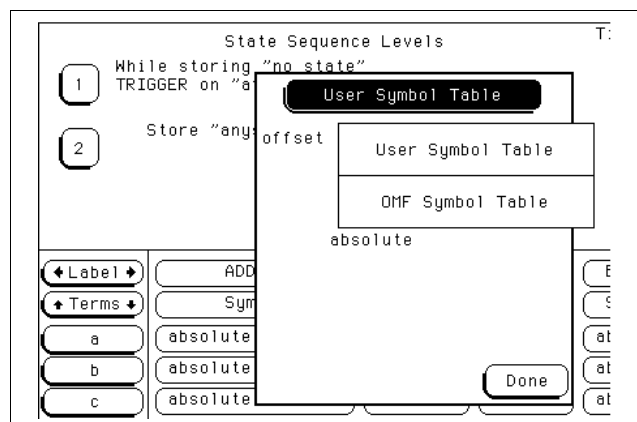 State Sequence Levels
While storing "no state"
1
TRIGGER on "a
2
Store "any
User Symbol Table
offset
User Symbol Table
OMF Symbol Table
absolute
Label ADD
Terms Sym
a absolute
b absolute
c absolute
Done